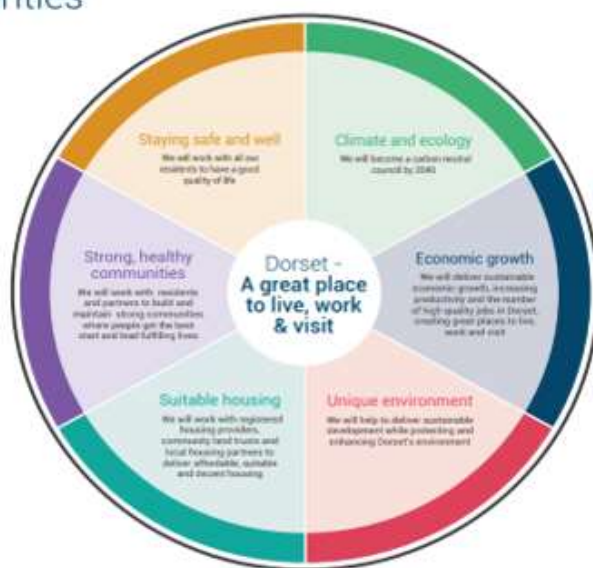 Staying safe and well
We will work with all our
residents to have a good
quality of life
Climate and ecology
We will become a carbon neutral
council by 2040
Strong, healthy
communities
We will work with residents
and partners to build and
maintain strong communities
where people get the best
start and lead fulfilling lives
Dorset -
A great place
to live, work
& visit
Economic growth
We will deliver sustainable
economic growth, increasing
productivity and the number
of high quality jobs in Dorset,
creating great places to live,
work and visit
Suitable housing
We will work with registered
housing providers,
community land trusts and
local housing partners to
deliver affordable, suitable
and decent housing
Unique environment
We will help to deliver sustainable
development while protecting and
enhancing Dorset's environment